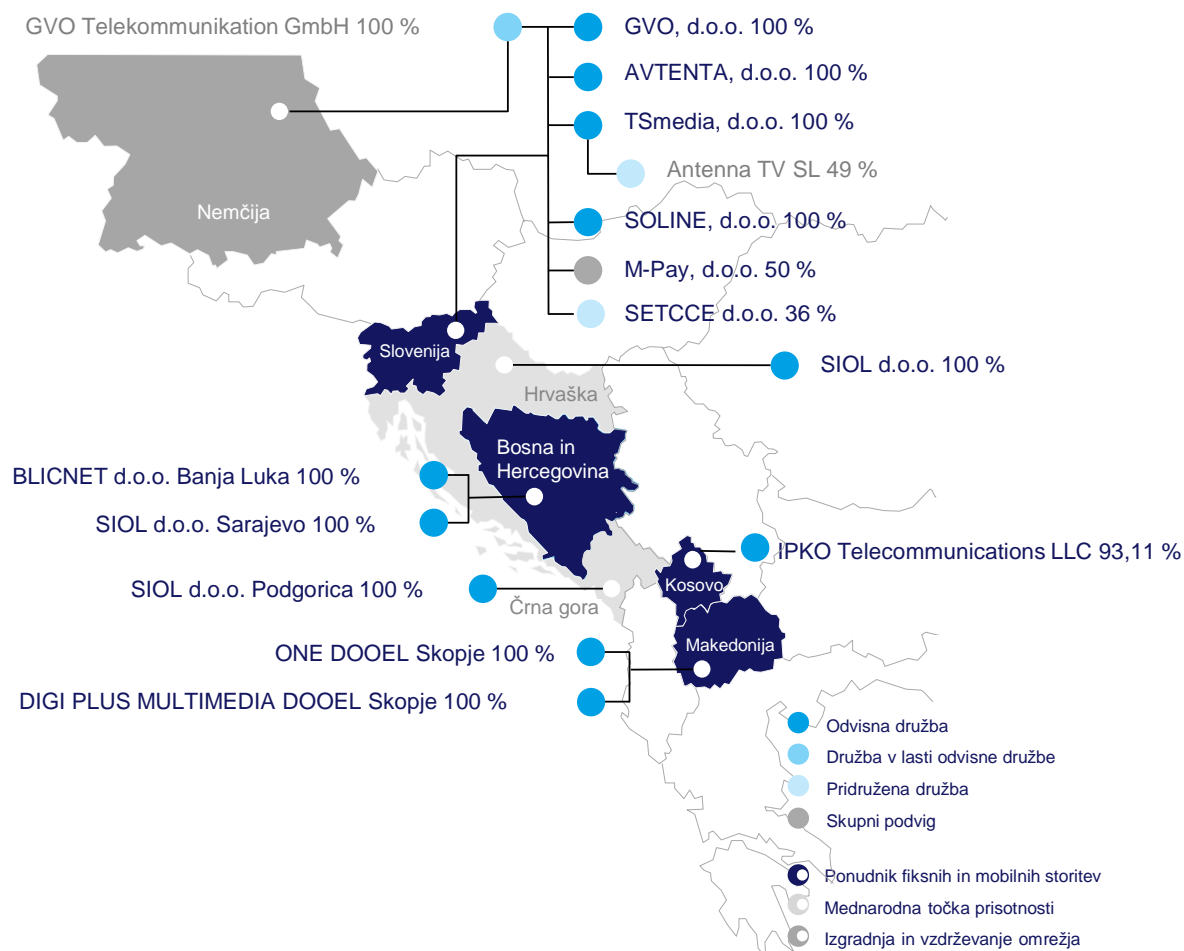 GVO Telekommunikation GmbH 100 %
GVO, d.o.o. 100 %
AVTENTA, d.o.o. 100 %
TSmedia, d.o.o. 100 %
Antenna TV SL 49 %
Nemčija
SOLINE, d.o.o. 100 %
M-Pay, d.o.o. 50 %
SETCCE d.o.o. 36 %
Slovenija
SIOL d.o.o. 100 %
Hrvaška
Bosna in
Hercegovina
BLICNET d.o.o. Banja Luka 100 %
SIOL d.o.o. Sarajevo 100 %
IPKO Telecommunications LLC 93,11 %
Kosovo
SIOL d.o.o. Podgorica 100 %
Črna gora
Makedonija
ONE DOOEL Skopje 100 %
DIGI PLUS MULTIMEDIA DOOEL Skopje 100 %
Odvisna družba
Družba v lasti odvisne družbe
Pridružena družba
Skupni podvig
Ponudnik fiksnih in mobilnih storitev
Mednarodna točka prisotnosti
Izgradnja in vzdrževanje omrežja